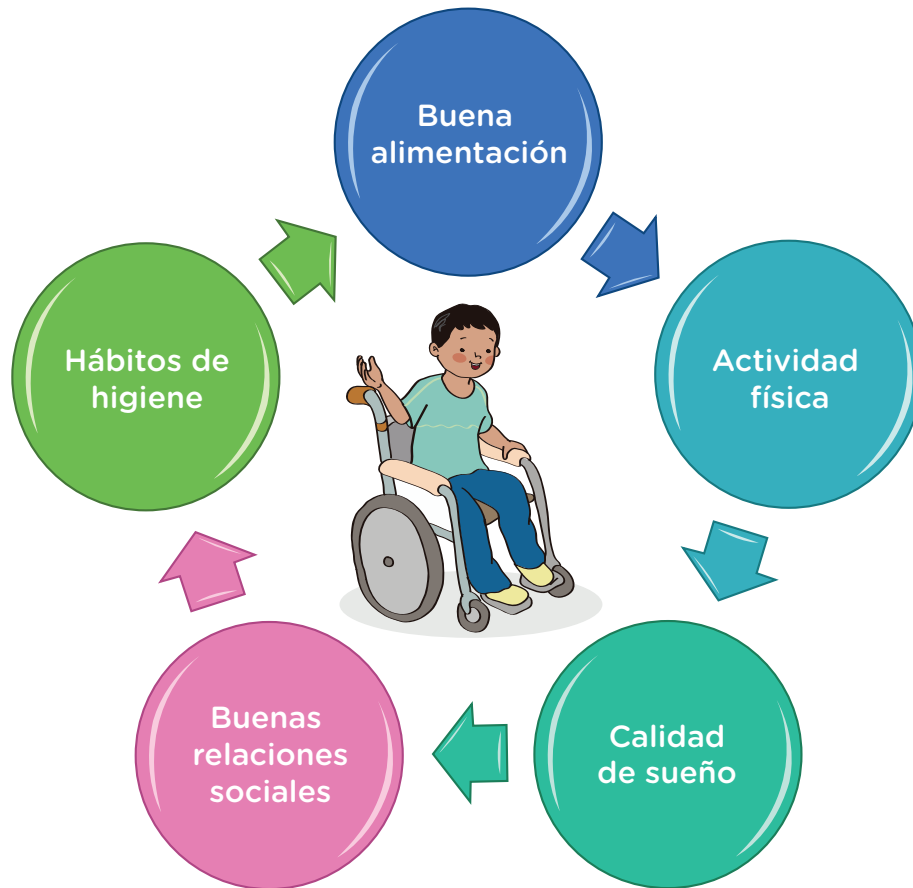 Buena
alimentación
Actividad
física
Calidad
de sueño
Buenas
relaciones
sociales
Hábitos de
higiene